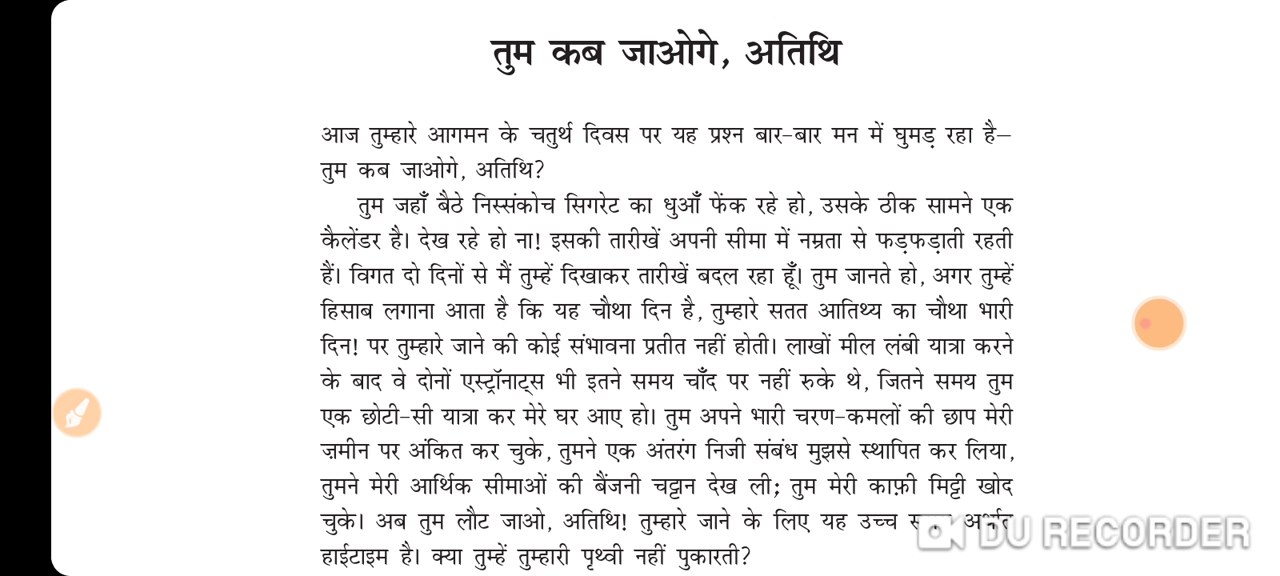 तुम कब जाओगे, अतिथि
आज तुम्हारे आगमन के चतुर्थ दिवस पर यह प्रश्न बार-बार मन में घुमड़ रहा है—
तुम कब जाओगे, अतिथि?
तुम जहाँ बैठे निस्संकोच सिगरेट का धुआँ फेंक रहे हो, उसके ठीक सामने एक
कैलेंडर है। देख रहे हो ना! इसकी तारीखें अपनी सीमा में नम्रता से फड़फड़ाती रहती
हैं। विगत दो दिनों से मैं तुम्हें दिखाकर तारीखें बदल रहा हूँ। तुम जानते हो, अगर तुम्हें
हिसाब लगाना आता है कि यह चौथा दिन है, तुम्हारे सतत आतिथ्य का चौथा भारी
दिन! पर तुम्हारे जाने की कोई संभावना प्रतीत नहीं होती। लाखों मील लंबी यात्रा करने
के बाद वे दोनों एस्ट्रॉनाट्स भी इतने समय चाँद पर नहीं रुके थे, जितने समय तुम
एक छोटी-सी यात्रा कर मेरे घर आए हो। तुम अपने भारी चरण-कमलों की छाप मेरी
ज़मीन पर अंकित कर चुके, तुमने एक अंतरंग निजी संबंध मुझसे स्थापित कर लिया,
तुमने मेरी आर्थिक सीमाओं की बैंजनी चट्टान देख ली; तुम मेरी काफ़ी मिट्टी खोद
चुके। अब तुम लौट जाओ, अतिथि! तुम्हारे जाने के लिए यह उच्च अर्थात
हाईटाइम है। क्या तुम्हें तुम्हारी पृथ्वी नहीं पुकारती?
DU RECORDER